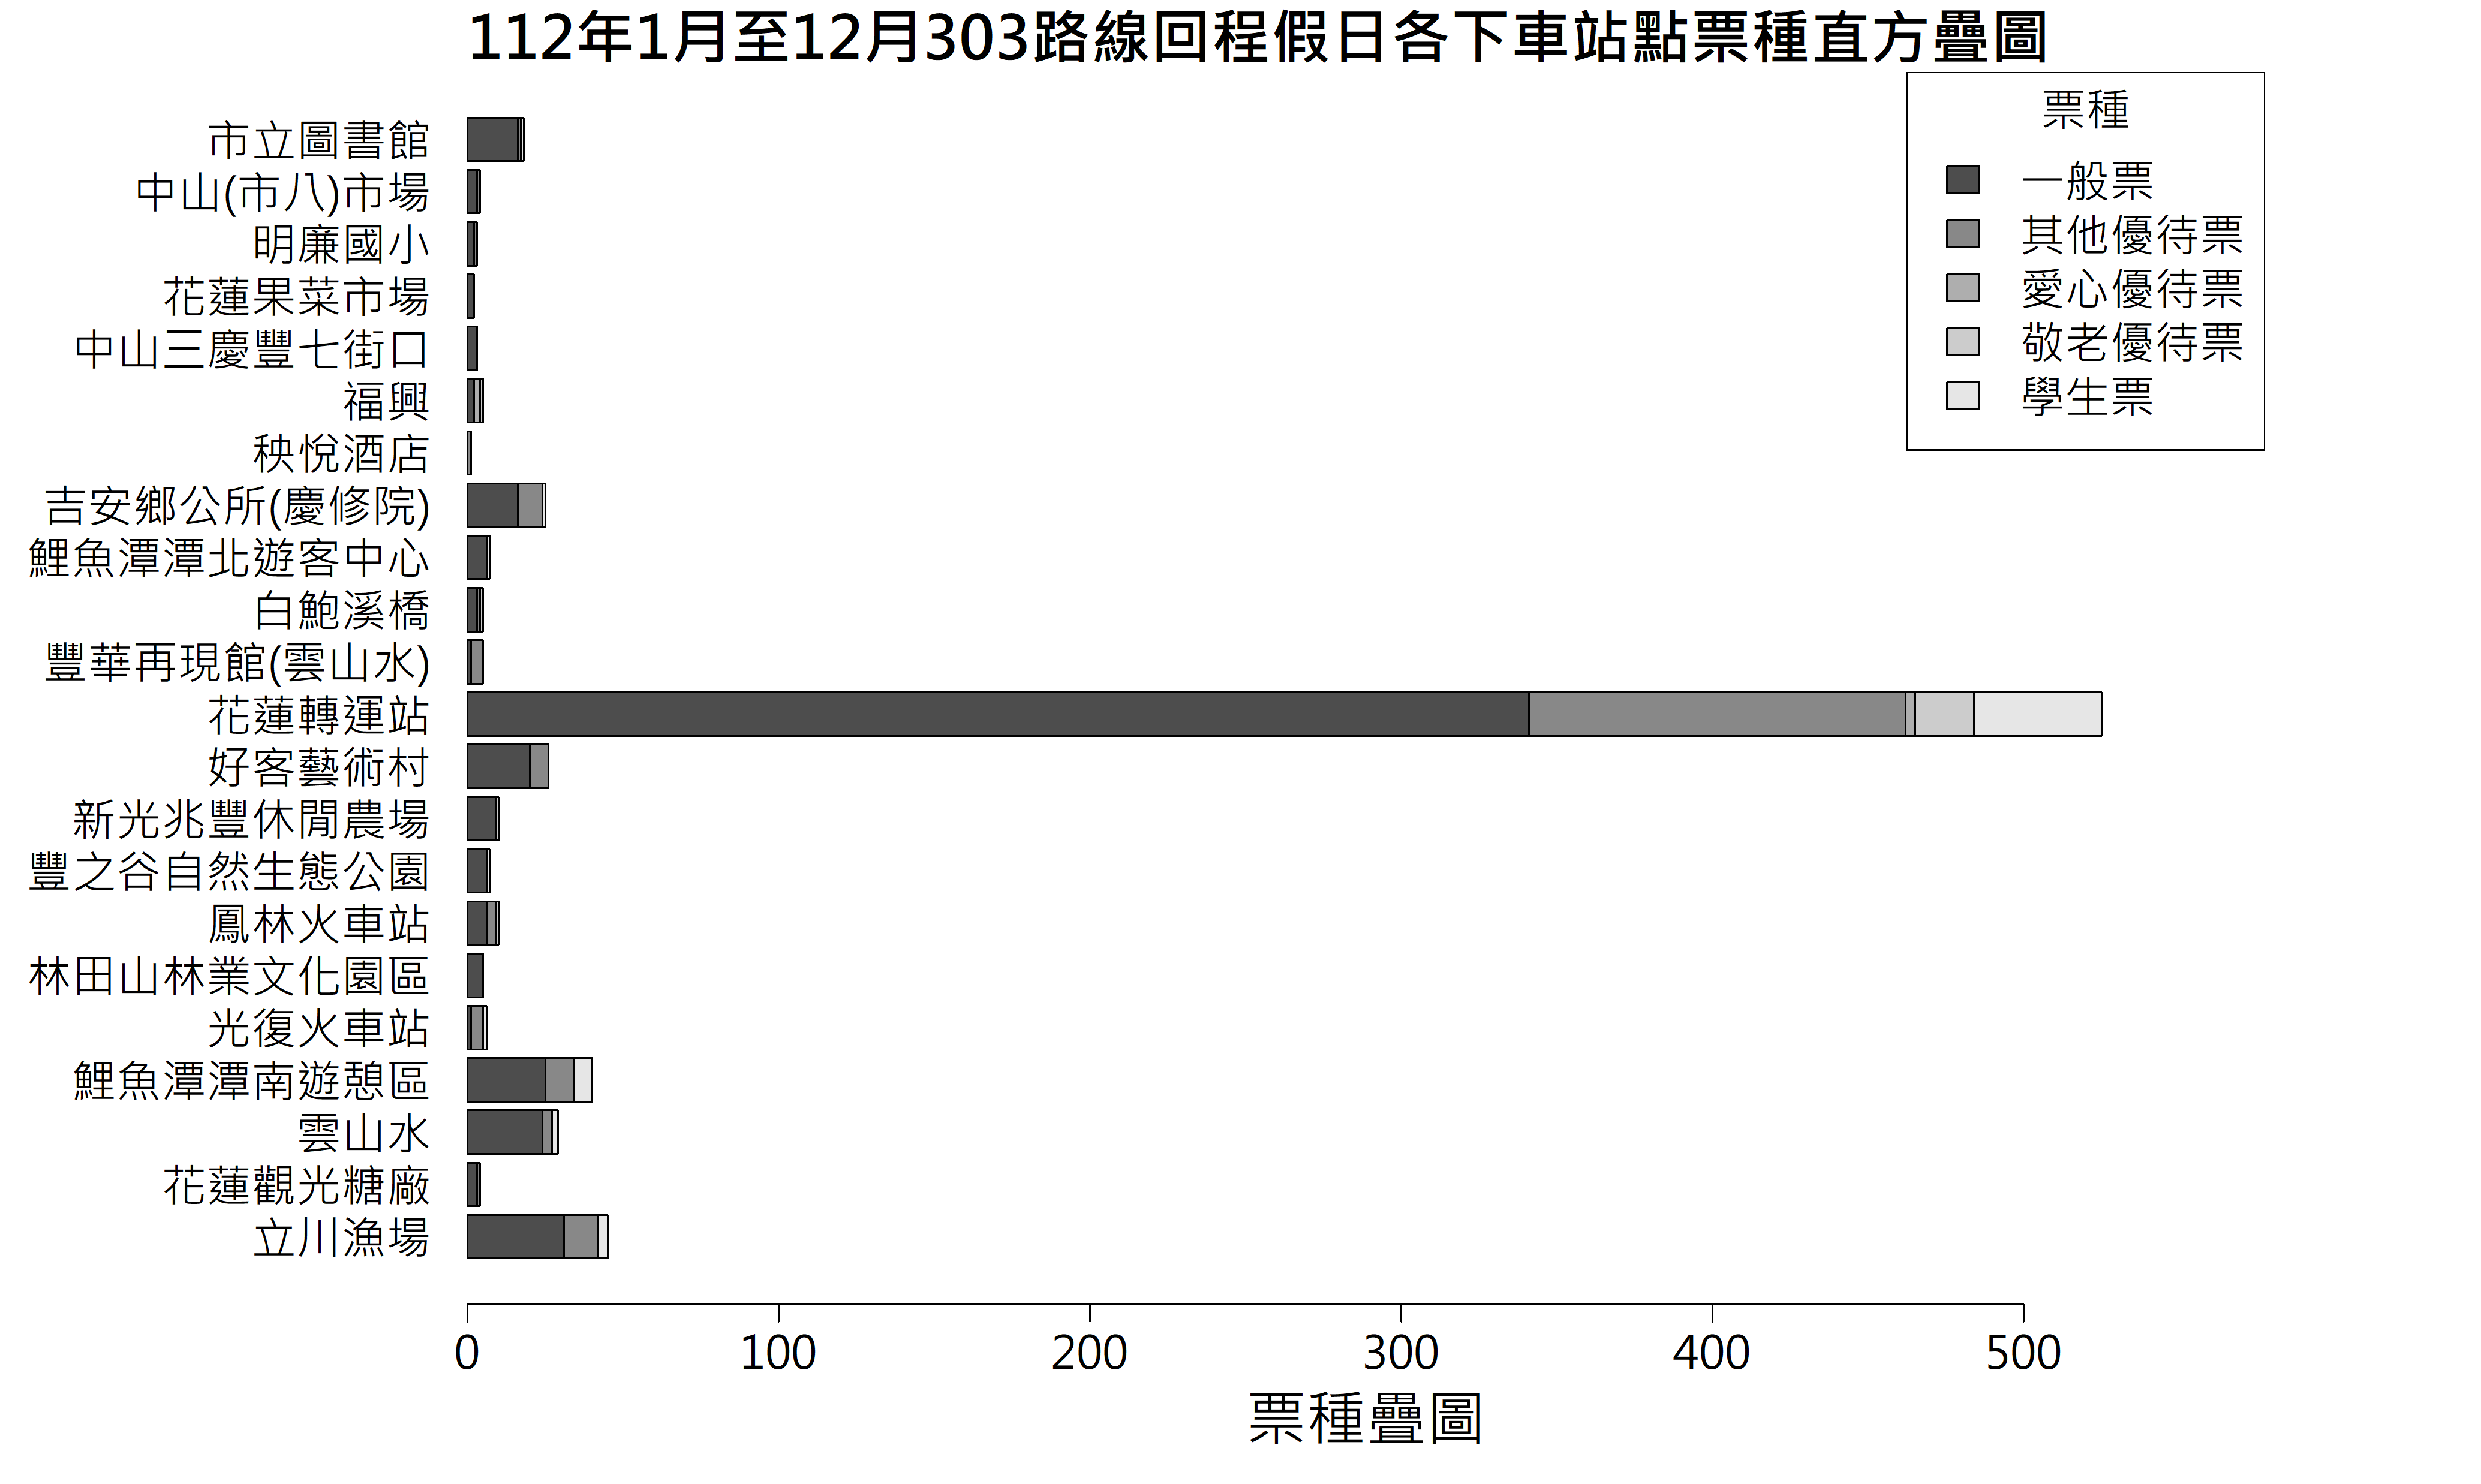 112年1月至12月303路線回程假日各下車站點票種直方疊圖
票種
一般票
其他優待票
愛心優待票
敬老優待票
學生票
市立圖書館
中山(市八)市場
明廉國小
花蓮果菜市場
中山三慶豐七街口
福興
秧悅酒店
吉安鄉公所(慶修院)
鯉魚潭潭北遊客中心
白鮑溪橋
豐華再現館(雲山水)
花蓮轉運站
好客藝術村
新光兆豐休閒農場
豐之谷自然生態公園
鳳林火車站
林田山林業文化園區
光復火車站
鯉魚潭潭南遊憩區
雲山水
花蓮觀光糖廠
立川漁場
0 100 200 300 400 500
票種疊圖